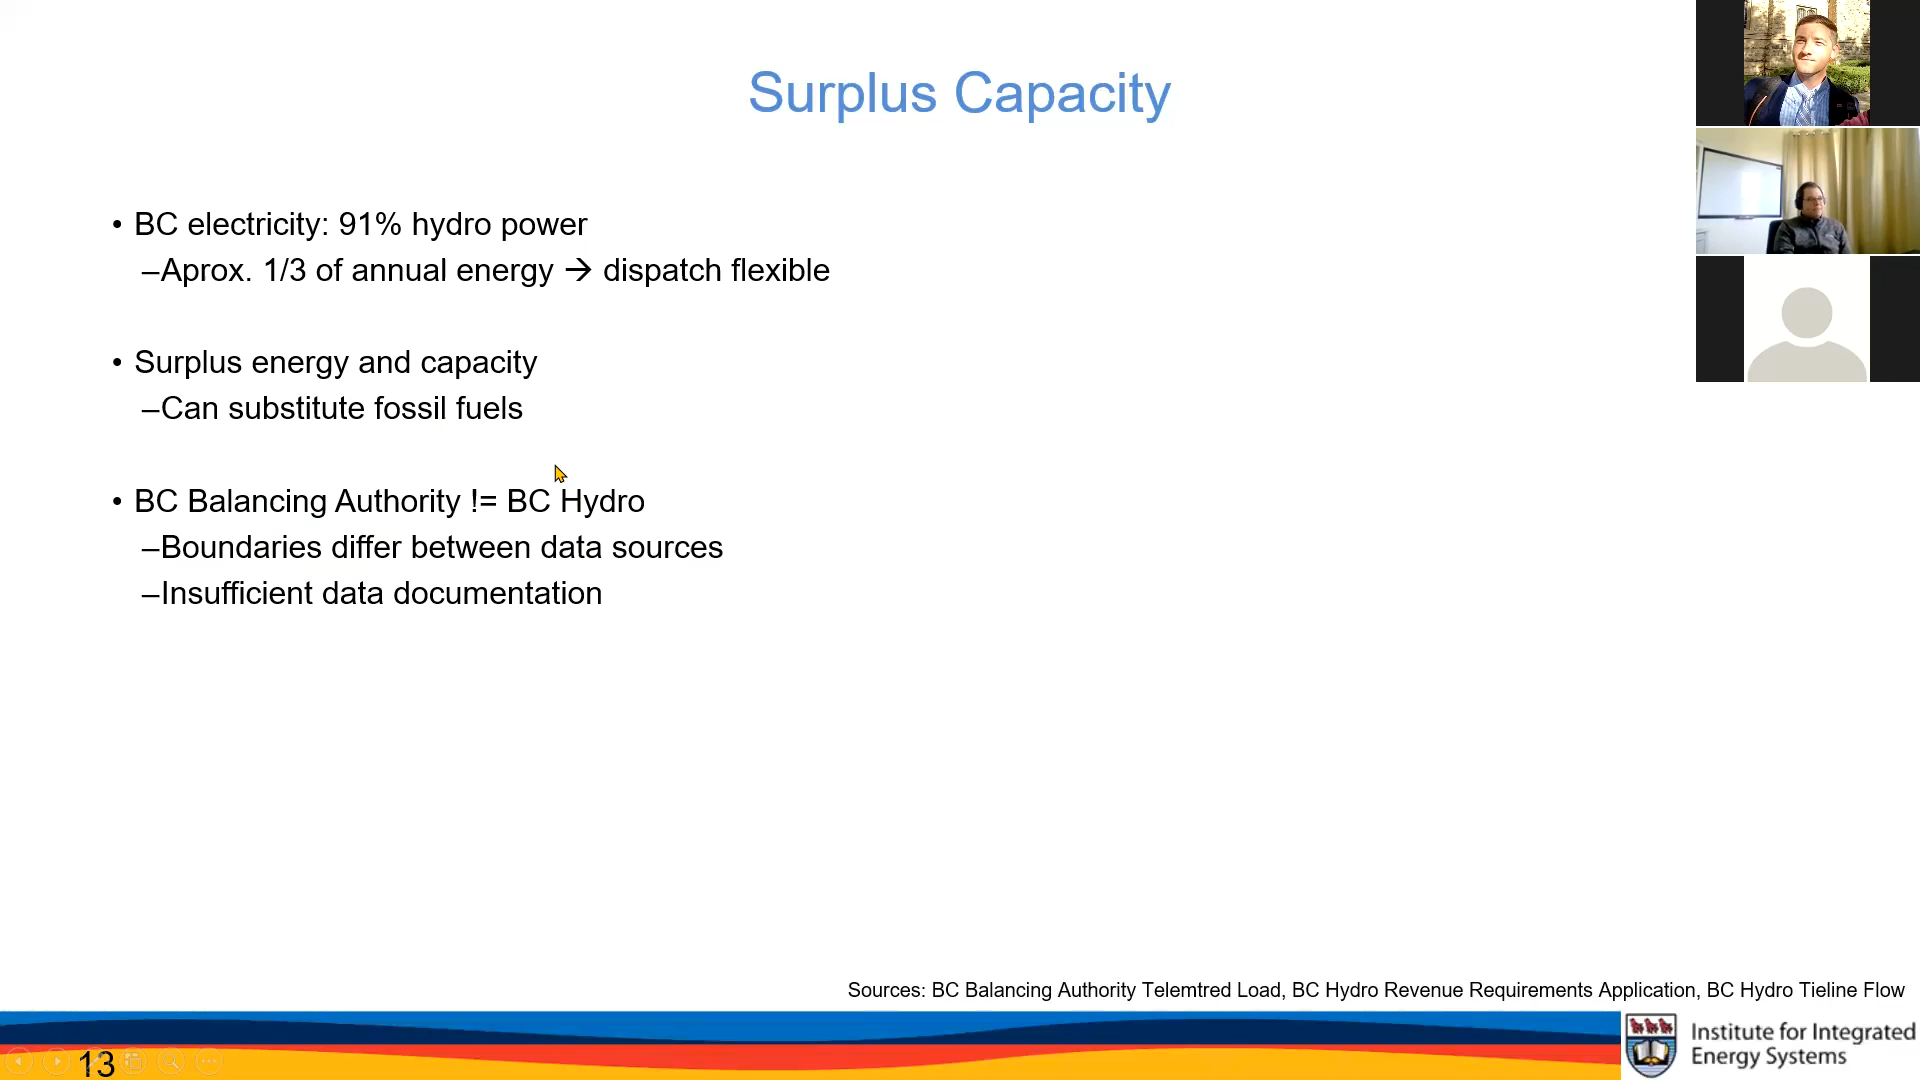 Surplus Capacity
• BC electricity: 91% hydro power
–Aprox. 1/3 of annual energy → dispatch flexible
• Surplus energy and capacity
–Can substitute fossil fuels
• BC Balancing Authority != BC Hydro
–Boundaries differ between data sources
–Insufficient data documentation
Sources: BC Balancing Authority Telemtred Load, BC Hydro Revenue Requirements Application, BC Hydro Tieline Flow
13
Institute for Integrated
Energy Systems